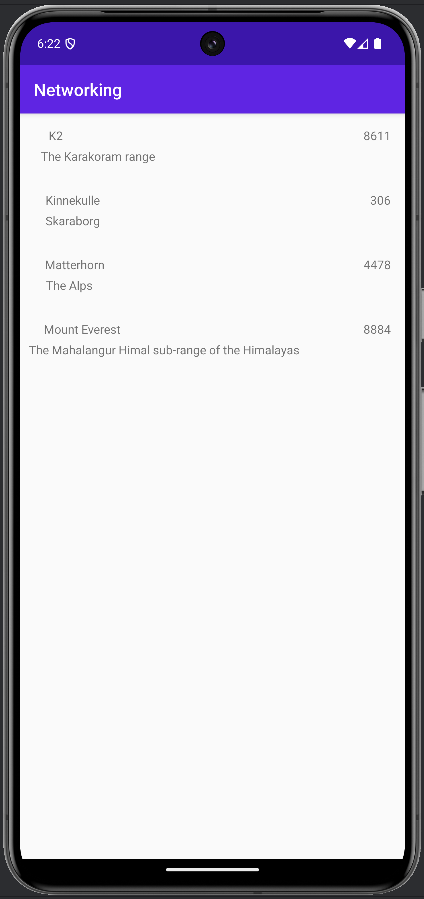 6:22
Networking
K2 8611
The Karakoram range
Kinnekulle 306
Skaraborg
Matterhorn 4478
The Alps
Mount Everest 8884
The Mahalangur Himal sub-range of the Himalayas